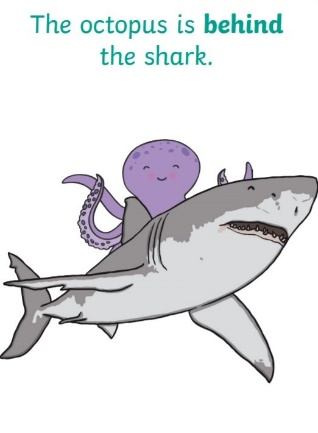 The octopus is behind
the shark.